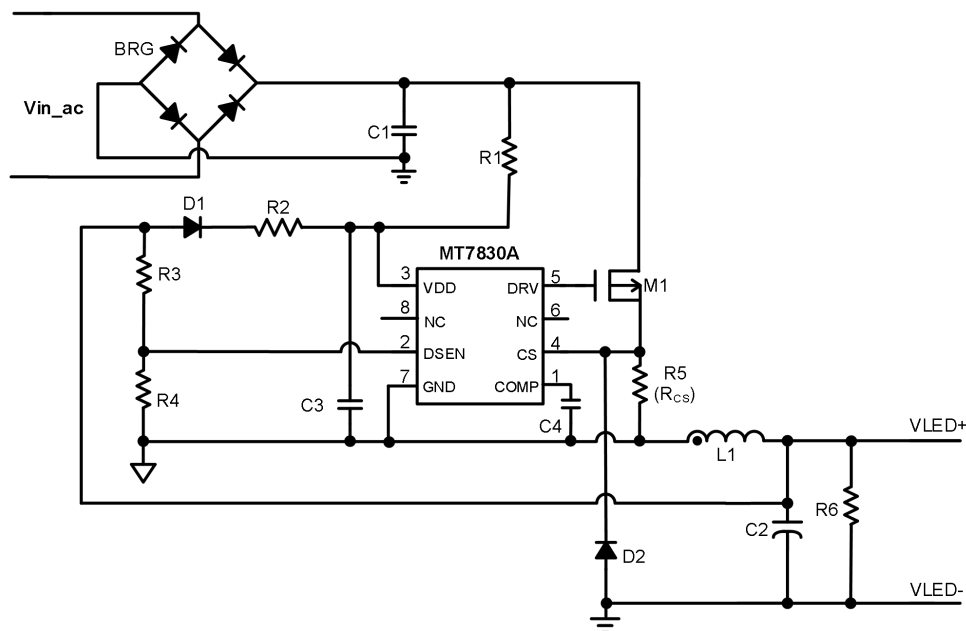 BRG
Vin_ac
C1
R1
D1
R2
MT7830A
R3
3
VDD
DRV
5
M1
8
NC
NC
6
2
DSEN
CS
4
R5
(RCS)
7
GND
COMP
1
R4
C3
C4
VLED+
L1
R6
C2
D2
VLED-